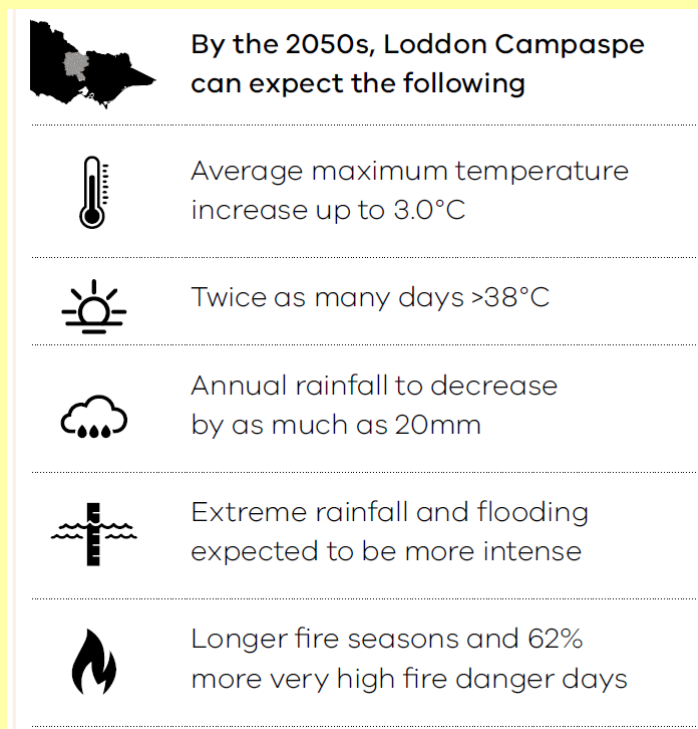 By the 2050s, Loddon Campaspe
can expect the following
Average maximum temperature
increase up to 3.0°C
Twice as many days >38°C
Annual rainfall to decrease
by as much as 20mm
Extreme rainfall and flooding
expected to be more intense
Longer fire seasons and 62%
more very high fire danger days